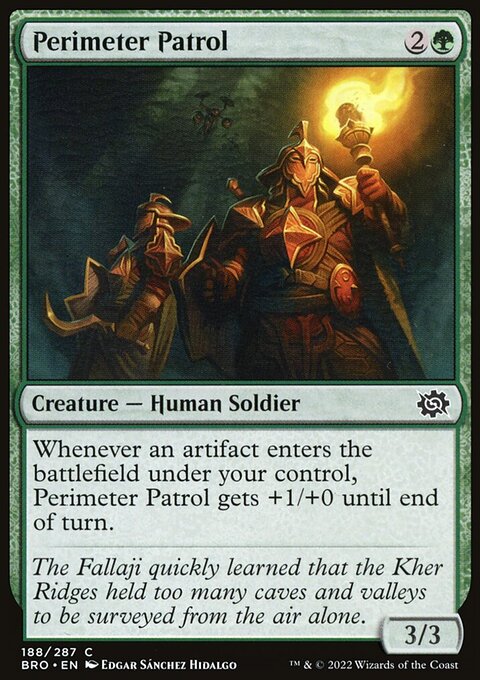 Perimeter Patrol 2
Creature — Human Soldier
Whenever an artifact enters the
battlefield under your control,
Perimeter Patrol gets +1/+0 until end
of turn.
The Fallaji quickly learned that the Kher
Ridges held too many caves and valleys
to be surveyed from the air alone.
3/3
188/287 C
BRO • EN Edgar Sánchez Hidalgo ™ & © 2022 Wizards of the Coast